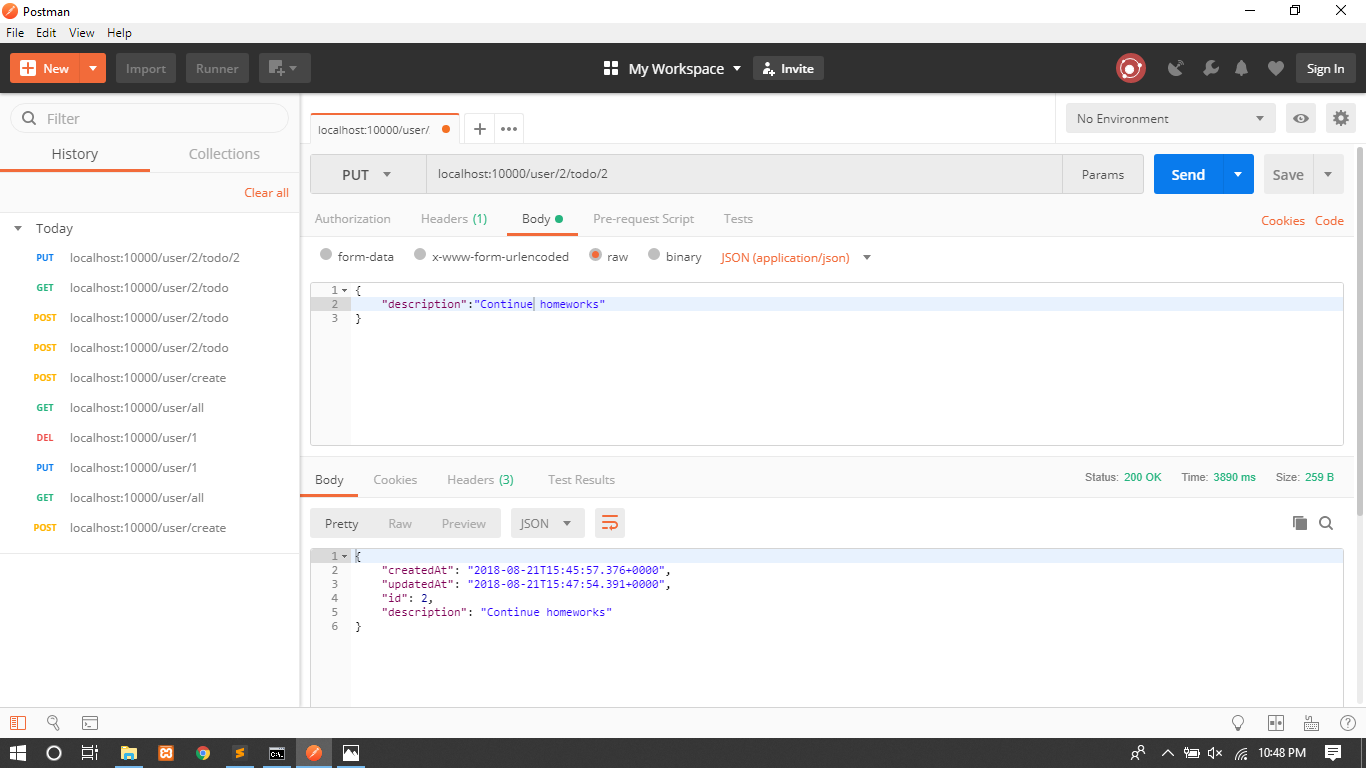 Postman
File Edit View Help
New Import Runner My Workspace Invite Sign In
Filter
History Collections
Clear all
Today
PUT localhost:10000/user/2/todo/2
GET localhost:10000/user/2/todo
POST localhost:10000/user/2/todo
POST localhost:10000/user/2/todo
POST localhost:10000/user/create
GET localhost:10000/user/all
DEL localhost:10000/user/1
PUT localhost:10000/user/1
GET localhost:10000/user/all
POST localhost:10000/user/create
localhost:10000/user/ + •••
No Environment
PUT localhost:10000/user/2/todo/2 Params Send Save
Authorization Headers (1) Body Pre-request Script Tests Cookies Code
form-data x-www-form-urlencoded raw binary JSON (application/json)
1 {
2 "description":"Continue homeworks"
3 }
Body Cookies Headers (3) Test Results Status: 200 OK Time: 3890 ms Size: 259 B
Pretty Raw Preview JSON
1 {
2 "createdAt": "2018-08-21T15:45:57.376+0000",
3 "updatedAt": "2018-08-21T15:47:54.391+0000",
4 "id": 2,
5 "description": "Continue homeworks"
6 }
10:48 PM